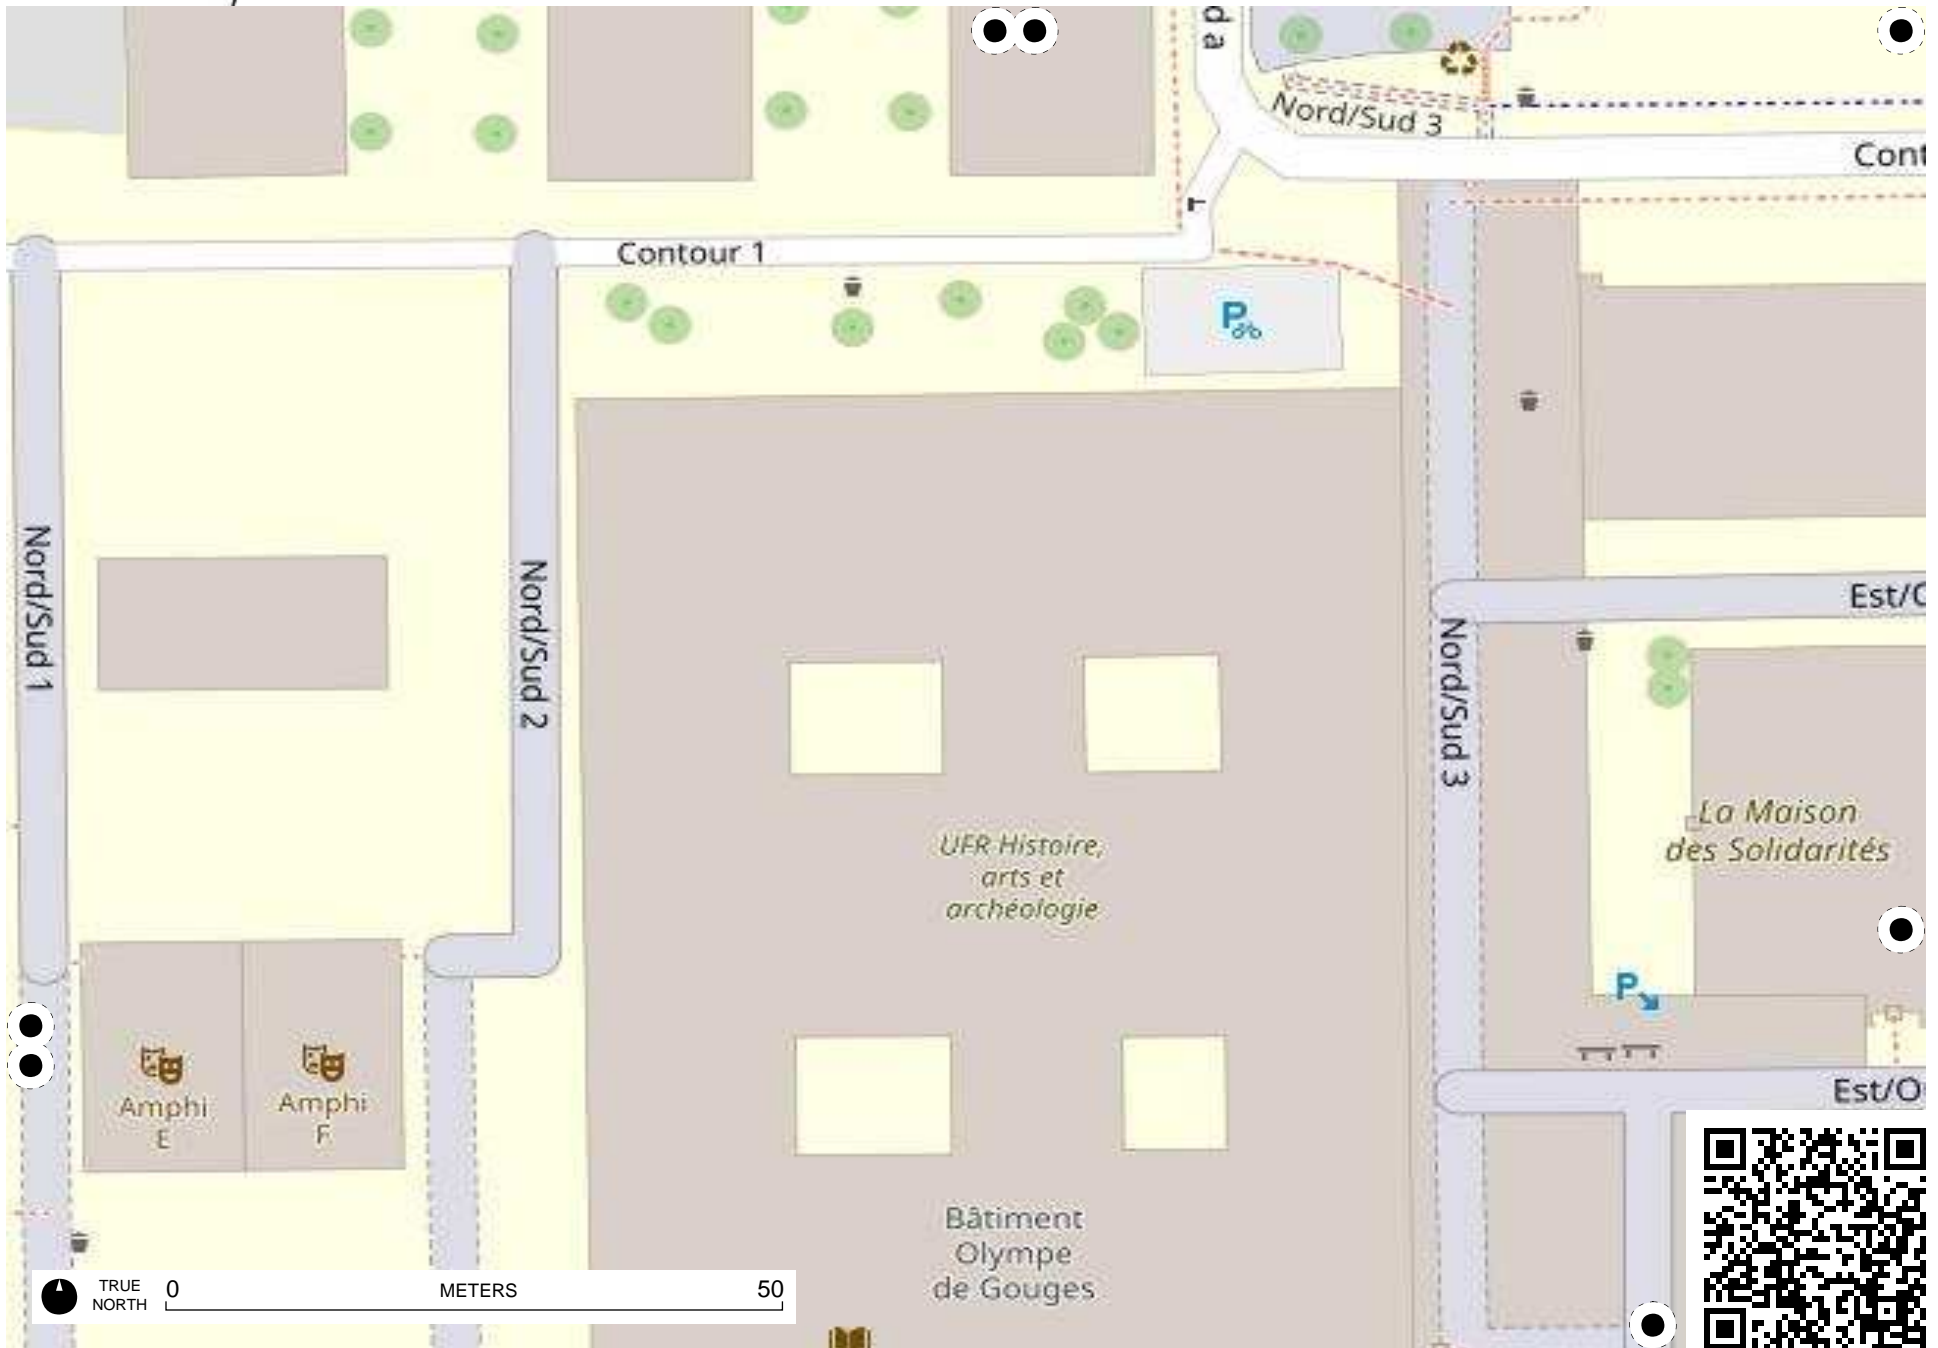 d a
Nord/Sud 3
Cont
Contour 1
P
Nord/Sud 1
Nord/Sud 2
Est/O
Nord/Sud 3
La Maison
des Solidarités
UFR Histoire,
arts et
archéologie
P
Amphi
E
Amphi
F
Est/O
Bâtiment
Olympe
de Gouges
TRUE
NORTH
0
METERS
50